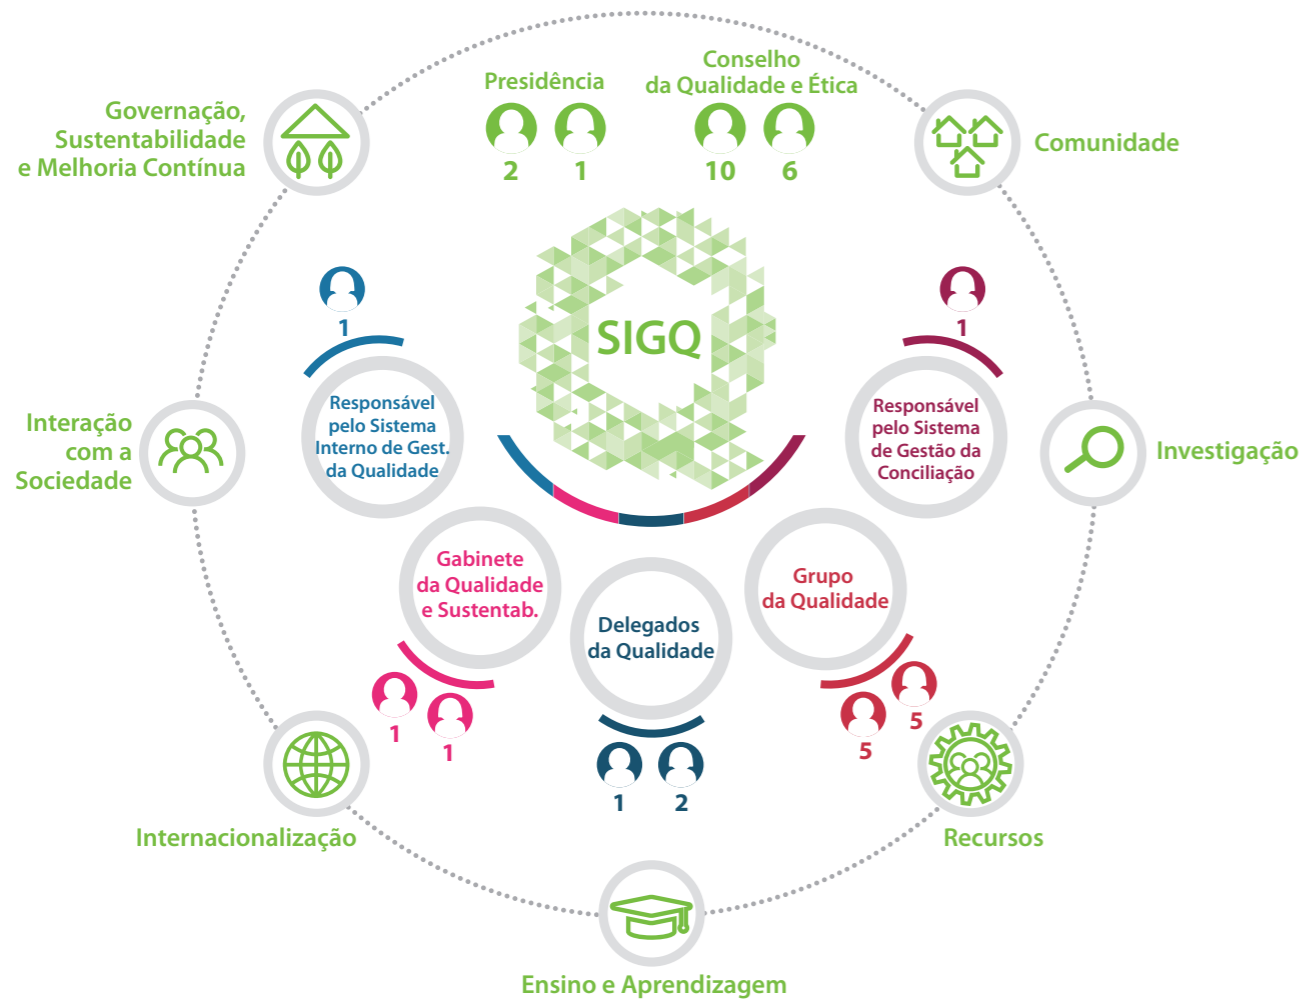 Presidência
2 1
Conselho
da Qualidade e Ética
10 6
Governação,
Sustentabilidade
e Melhoria Contínua
Comunidade
SIGQ
1
Responsável
pelo Sistema
Interno de Gest.
da Qualidade
1
Responsável
pelo Sistema
de Gestão da
Conciliação
Interação
com a
Sociedade
Investigação
Gabinete
da Qualidade
e Sustentab.
1
1
Delegados
da Qualidade
1 2
Grupo
da Qualidade
5
5
Internacionalização
Recursos
Ensino e Aprendizagem